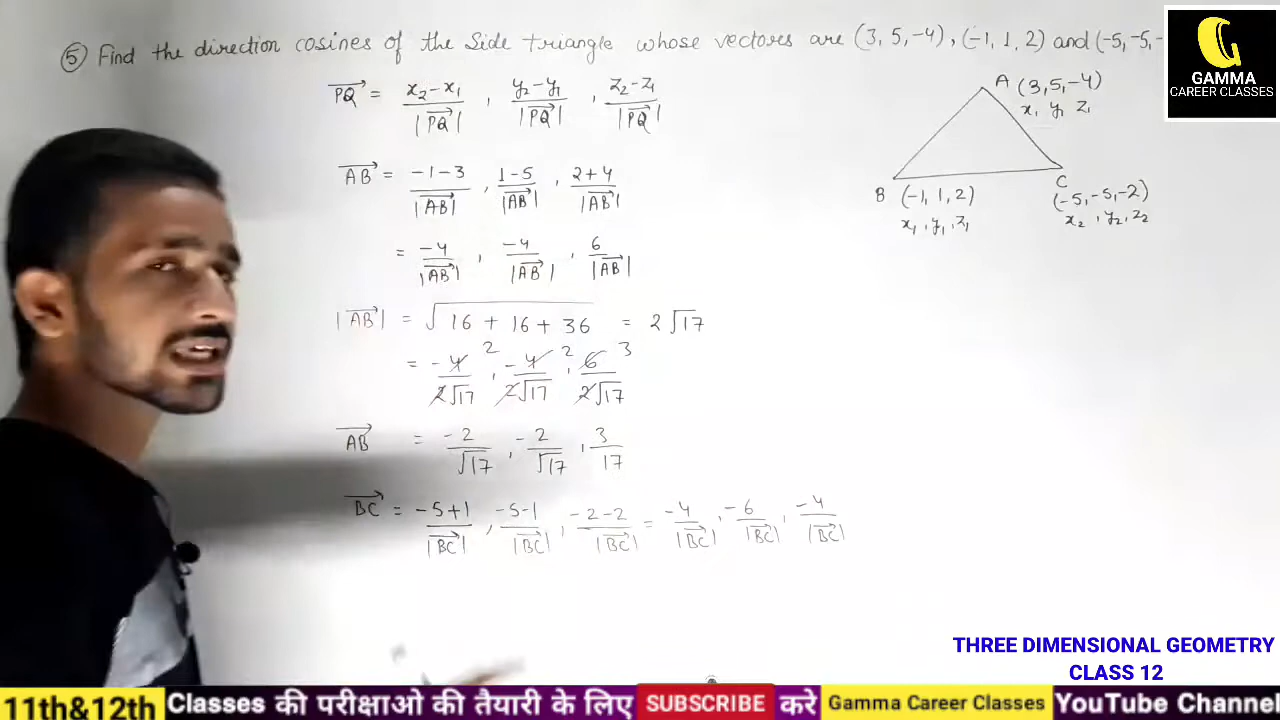 ⑤ Find the direction cosines of the Side triangle whose vectores are (3, 5, -4), (-1, 1, 2) and (-5, -5, -
GAMMA
CAREER CLASSES
PQ→ = x₂-x₁/|PQ→| , y₂-y₁/|PQ→| , z₂-z₁/|PQ→|
A (3, 5, -4)
x₁ y₁ z₁
AB→ = -1-3/|AB→| , 1-5/|AB→| , 2+4/|AB→|
B (-1, 1, 2)
x₁, y₁, z₁
C
(-5, -5, -2)
x₂, y₂, z₂
= -4/|AB→| , -4/|AB→| , 6/|AB→|
|AB→| = √16 + 16 + 36 = 2√17
= -4 2/2√17 , -4 2/2√17 , 6 3/2√17
AB→ = -2/√17 , -2/√17 , 3/17
BC→ = -5+1/|BC→| , -5-1/|BC→| , -2-2/|BC→| = -4/|BC→| , -6/|BC→| , -4/|BC→|
THREE DIMENSIONAL GEOMETRY
CLASS 12
11th&12th Classes की परीक्षाओ की तैयारी के लिए SUBSCRIBE करे Gamma Career Classes YouTube Channel